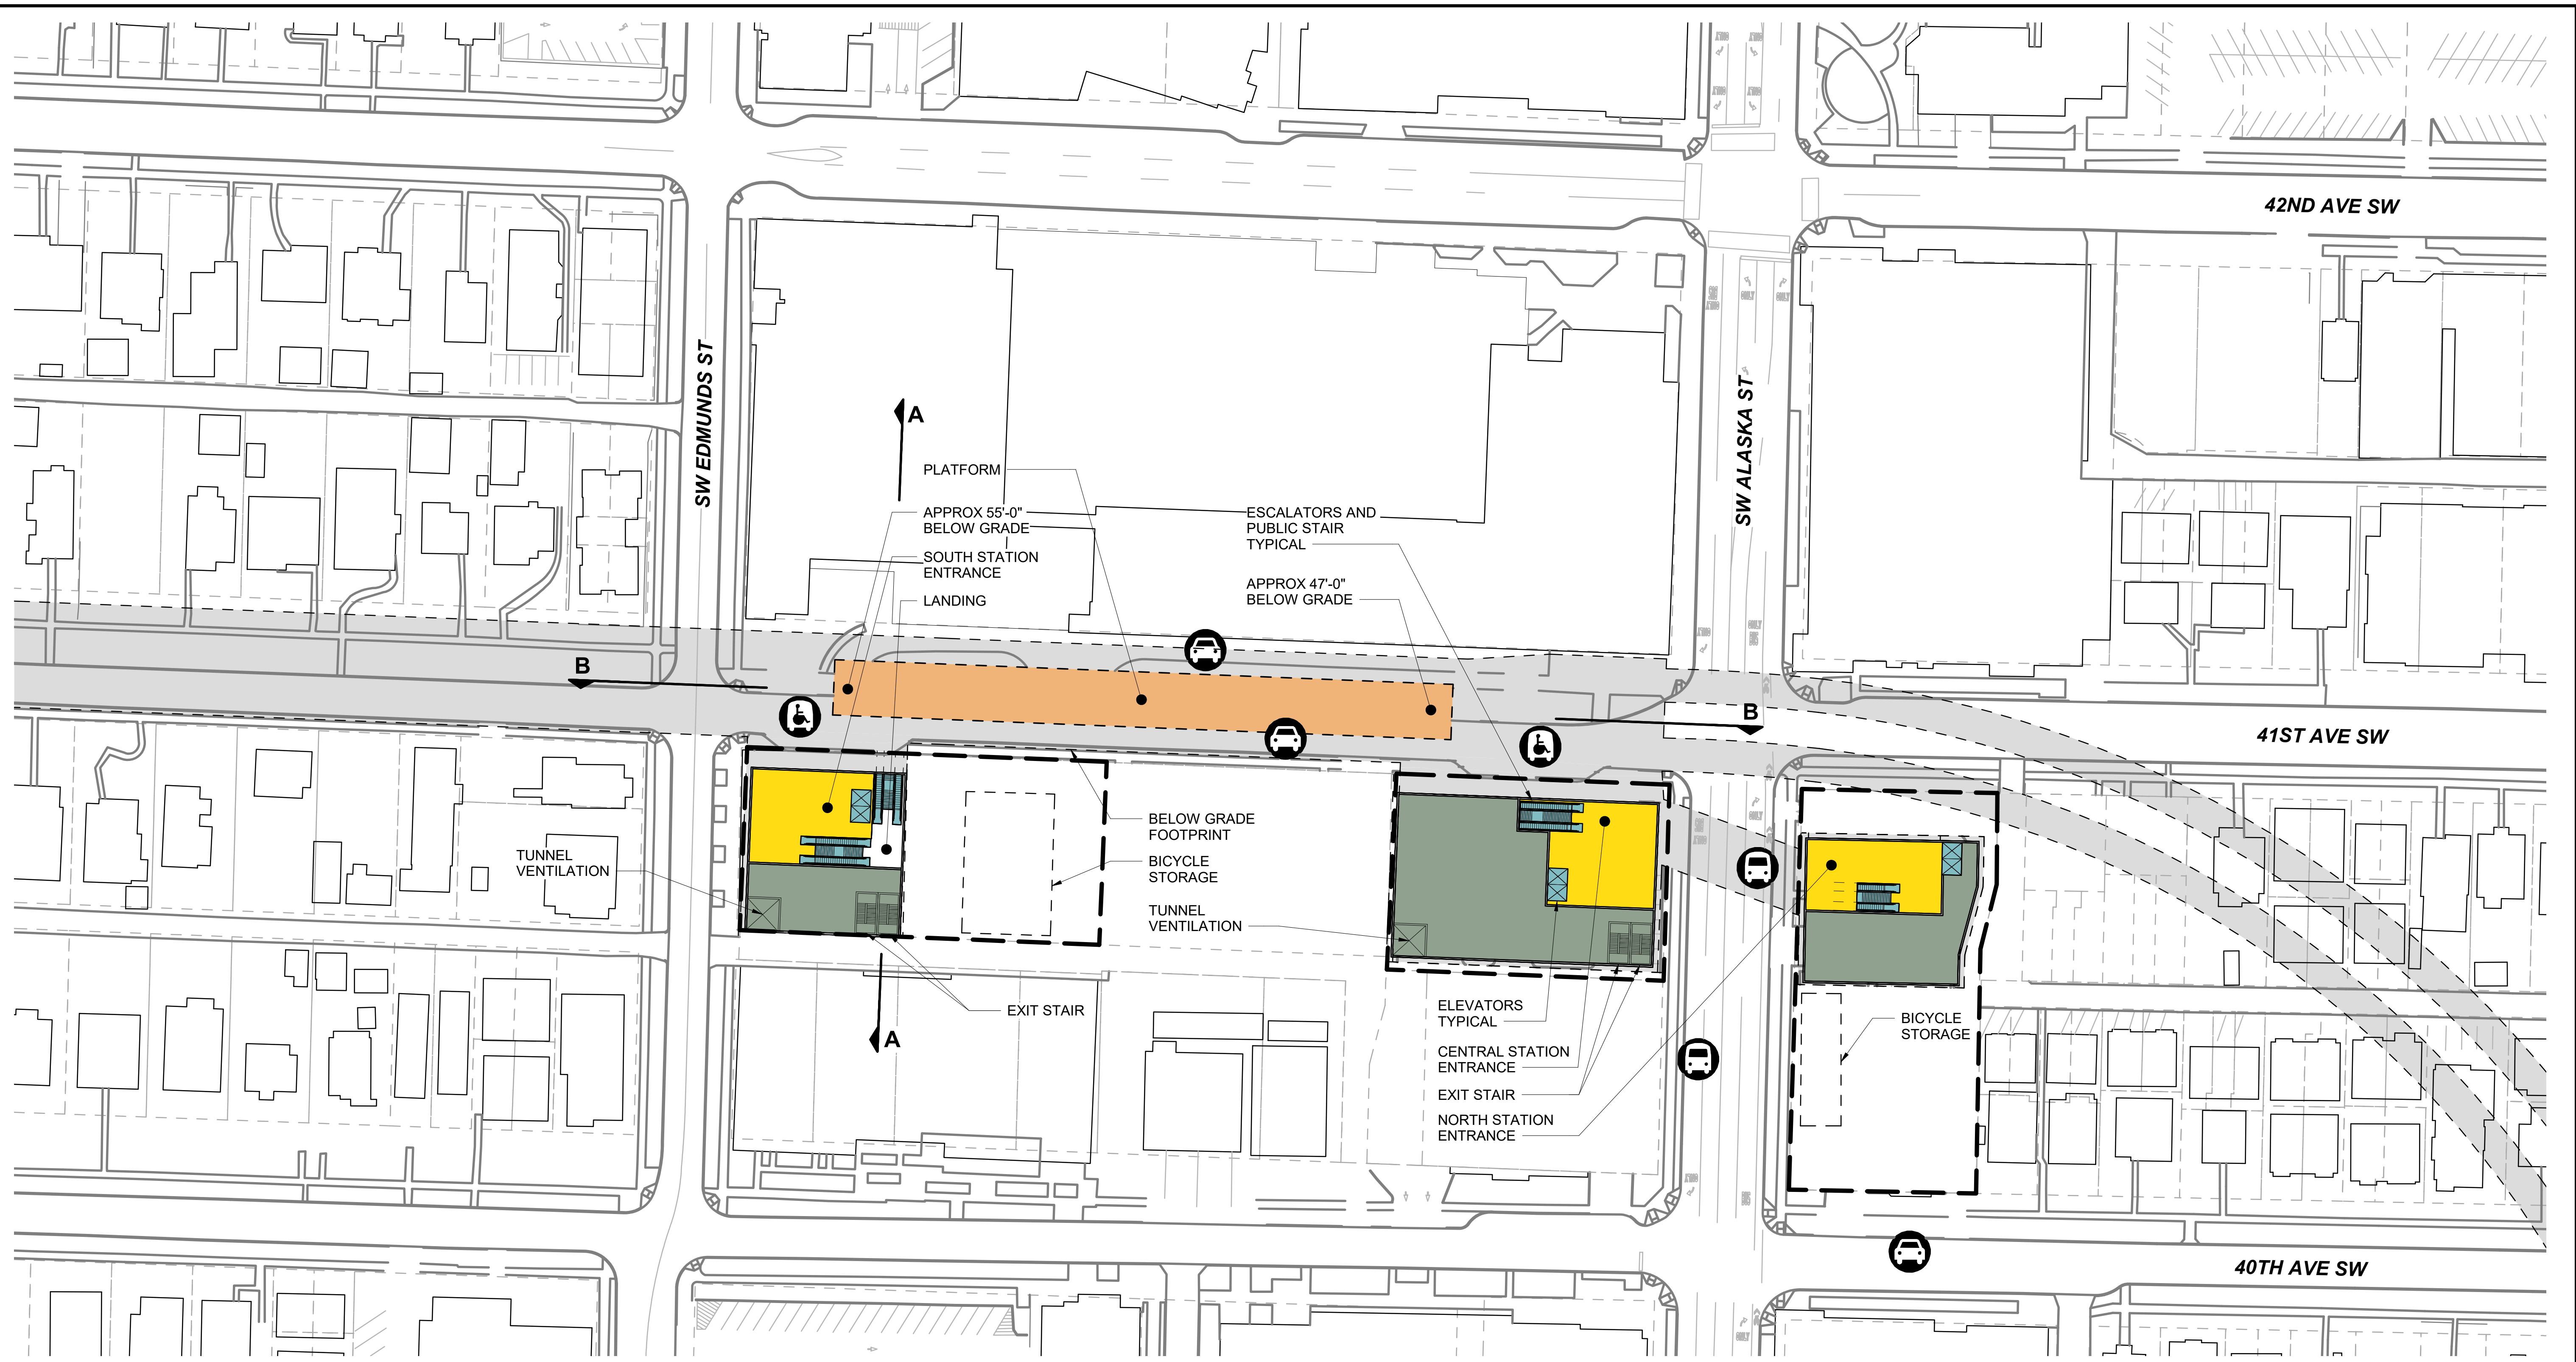 42ND AVE SW
SW EDMUNDS ST
SW ALASKA ST
A
PLATFORM
APPROX 55'-0"
BELOW GRADE
SOUTH STATION
ENTRANCE
LANDING
ESCALATORS AND
PUBLIC STAIR
TYPICAL
APPROX 47'-0"
BELOW GRADE
B
B
41ST AVE SW
TUNNEL
VENTILATION
BELOW GRADE
FOOTPRINT
BICYCLE
STORAGE
TUNNEL
VENTILATION
EXIT STAIR
A
ELEVATORS
TYPICAL
CENTRAL STATION
ENTRANCE
EXIT STAIR
NORTH STATION
ENTRANCE
BICYCLE
STORAGE
40TH AVE SW